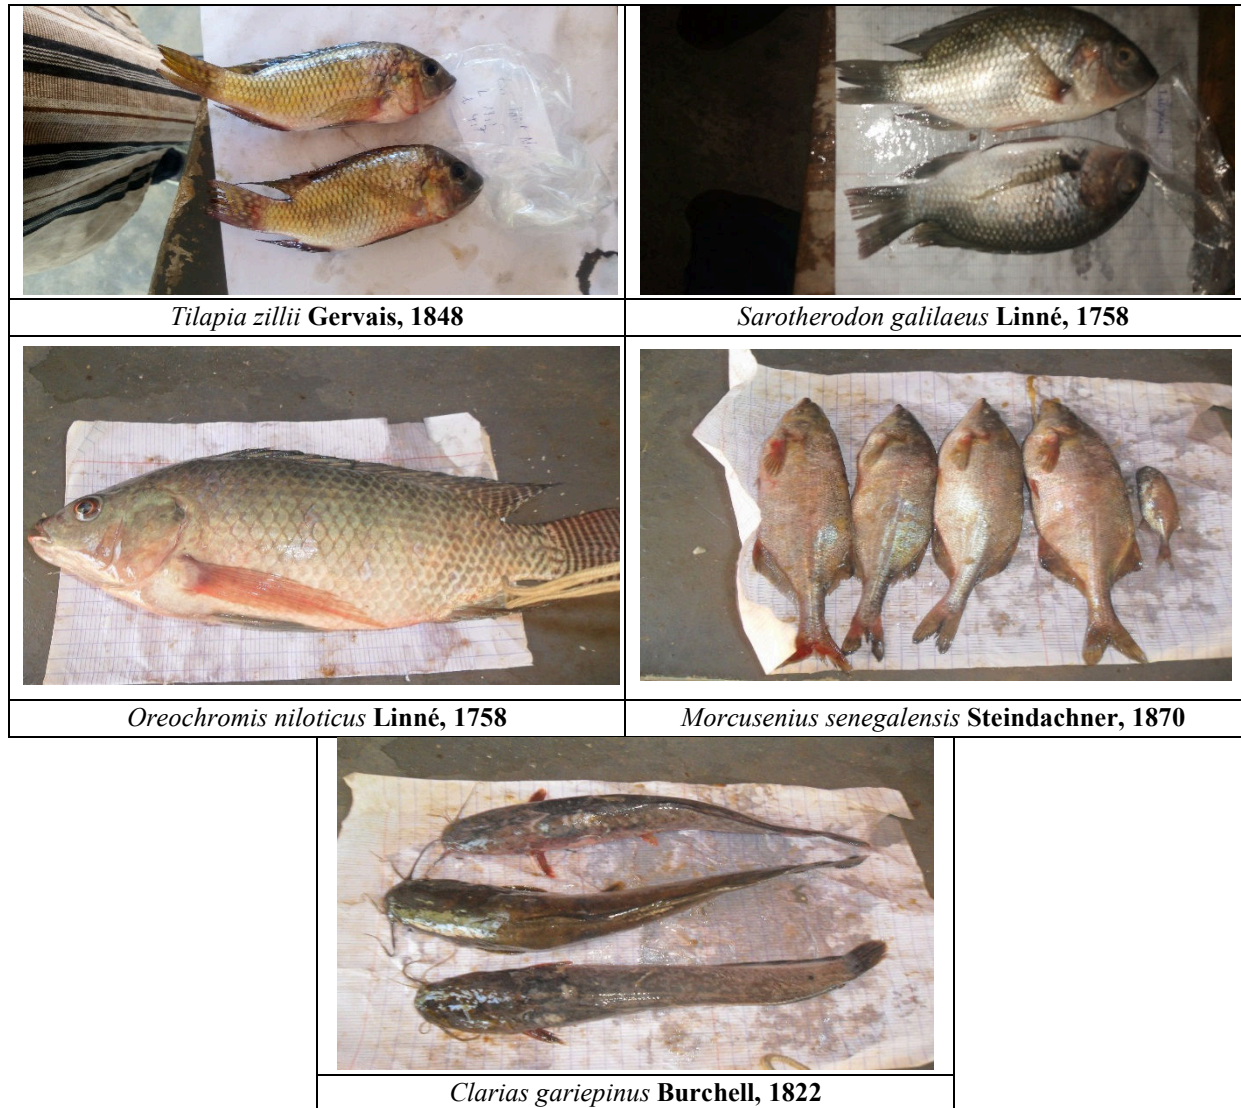 Tilapia zillii Gervais, 1848
Sarotherodon galilaeus Linné, 1758
Oreochromis niloticus Linné, 1758
Morcusenius senegalensis Steindachner, 1870
Clarias gariepinus Burchell, 1822